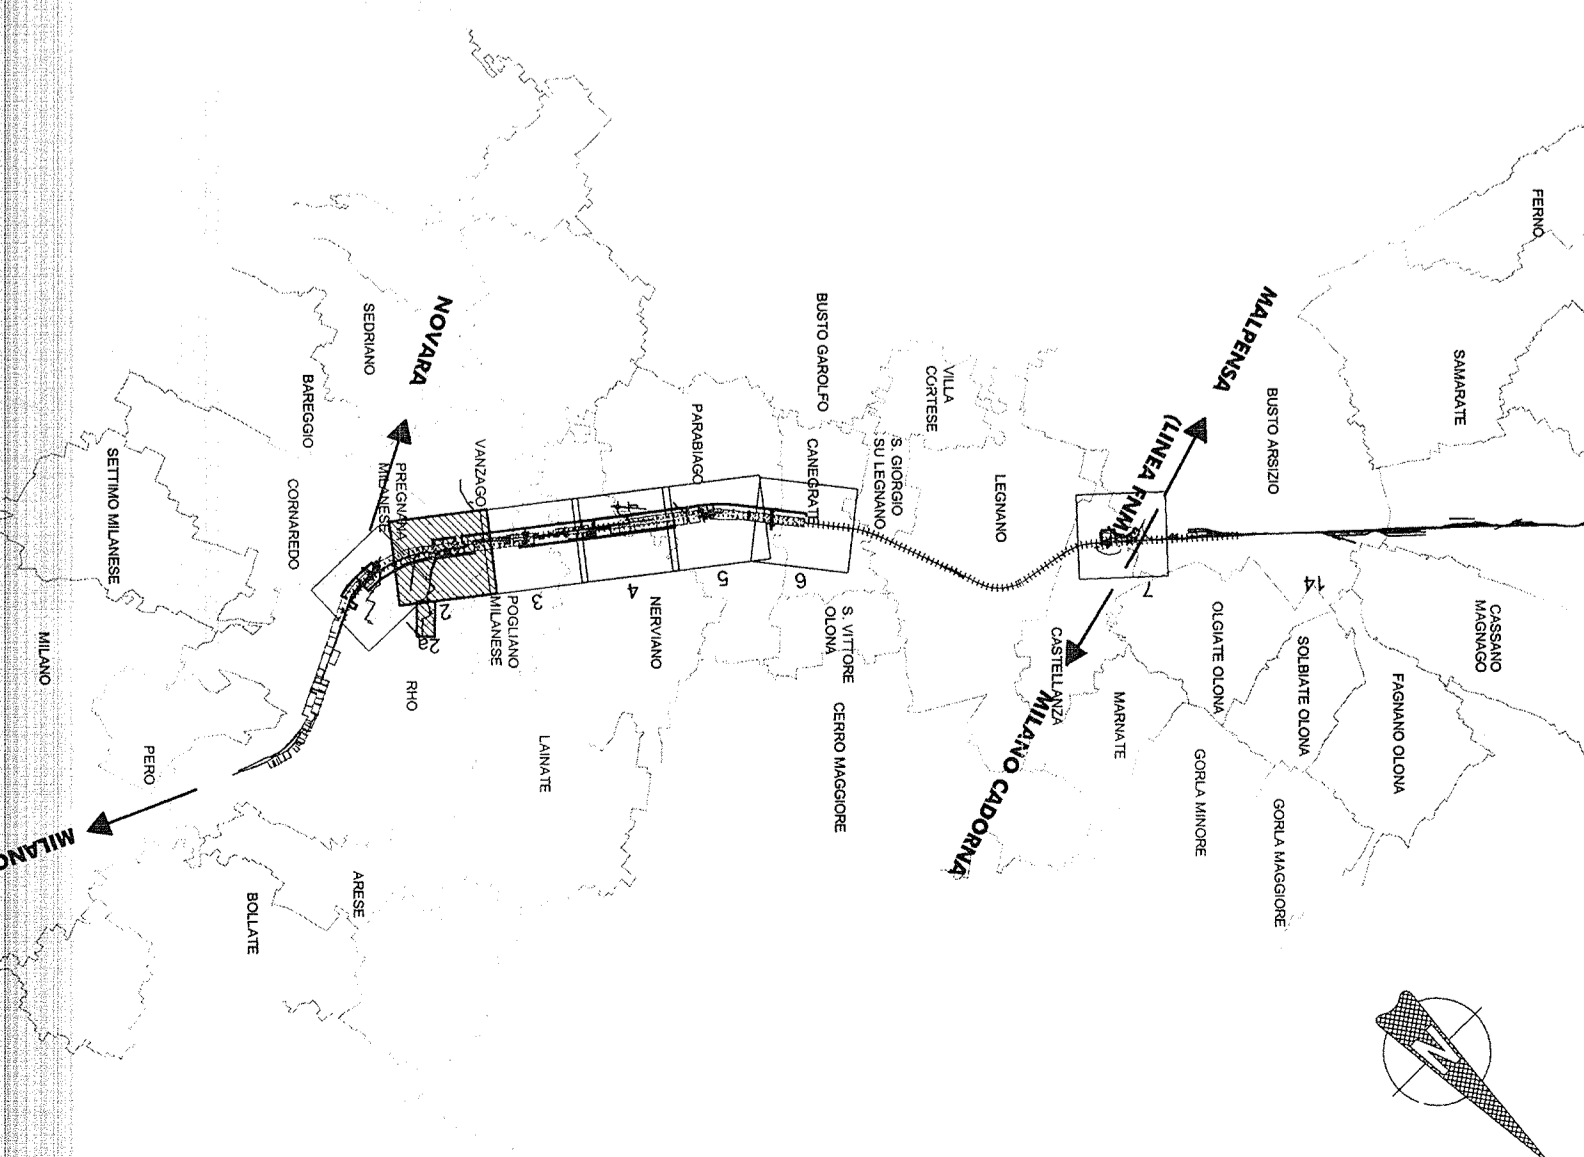 FERNO
SAMARATE
MALPENSA
(LINEA FNM)
BUSTO ARSIZIO
CASSANO
MAGNAGO
FAGNANO OLONA
14
SOLBIATE OLONA
OLGIATE OLONA
GORLA MAGGIORE
GORLA MINORE
MARNATE
7
CASTELLANZA
MILANO CADORNA
LEGNANO
VILLA
CORTESE
S. GIORGIO
SU LEGNANO
BUSTO GAROLFO
CANEGRATE
6
S. VITTORE
OLONA
CERRO MAGGIORE
PARABIAGO
5
NERVIANO
4
3
LAINATE
VANZAGO
POGLIANO
MILANESE
NOVARA
SEDRIANO
PREGNANA
MILANESE
2
RHO
BAREGGIO
CORNAREDO
ARESE
BOLLATE
SETTIMO MILANESE
PERO
MILANO
MILANO
N